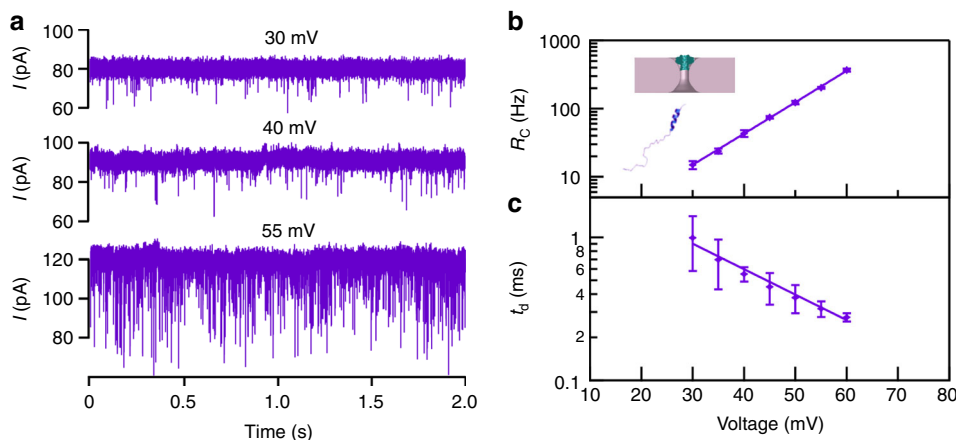 a
30 mV
I (pA)
100
80
60
40 mV
I (pA)
100
80
60
55 mV
I (pA)
120
100
80
0 0.5 1.0 1.5 2.0
Time (s)
b
R_C (Hz)
1000
100
10
c
t_d (ms)
1
8
6
4
2
0.1
10 20 30 40 50 60 70 80
Voltage (mV)